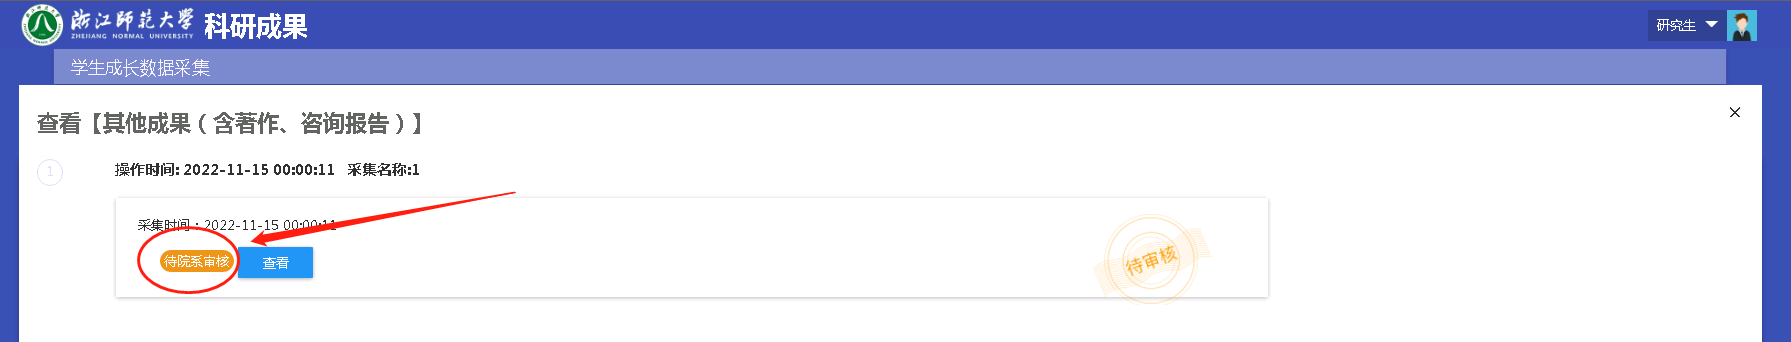 浙江师范大学 科研成果
ZHEJIANG NORMAL UNIVERSITY
研究生
学生成长数据采集
查看【其他成果（含著作、咨询报告）】
1
操作时间: 2022-11-15 00:00:11 采集名称:1
采集时间：2022-11-15 00:00:11
待院系审核 查看
待审核